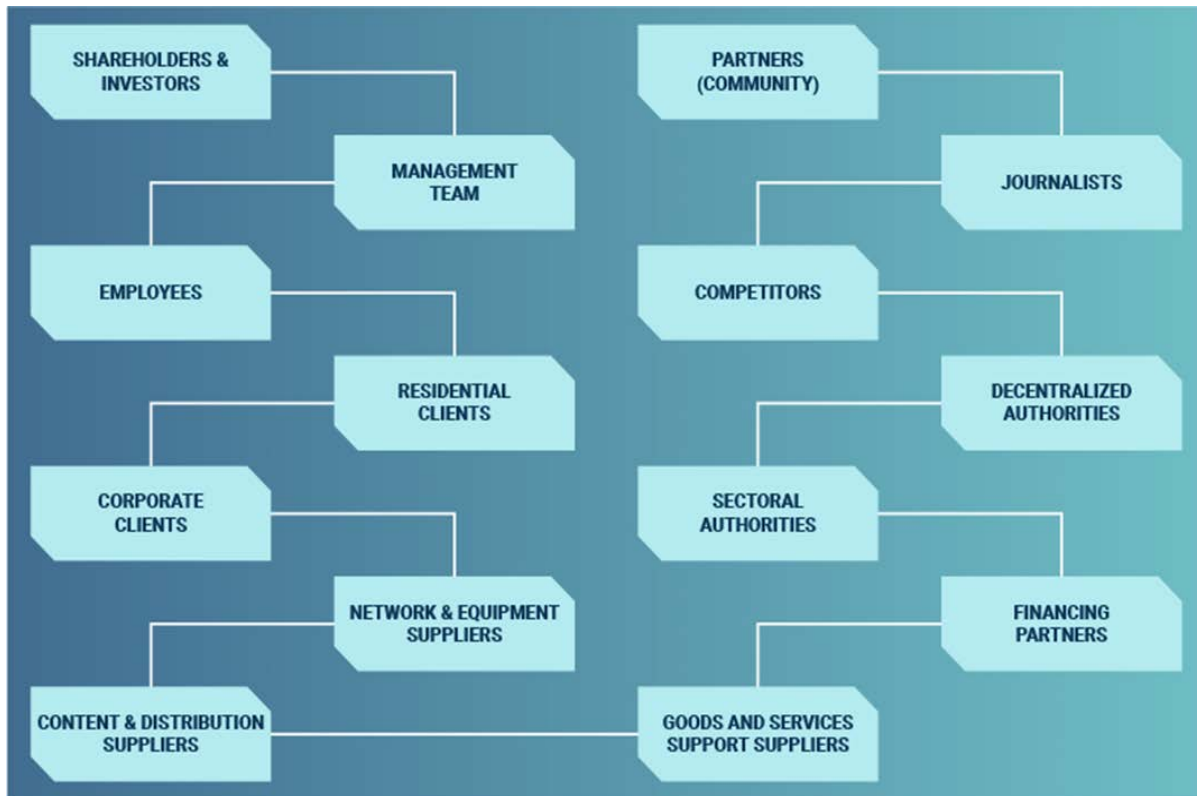 SHAREHOLDERS &
INVESTORS
MANAGEMENT
TEAM
EMPLOYEES
RESIDENTIAL
CLIENTS
CORPORATE
CLIENTS
NETWORK & EQUIPMENT
SUPPLIERS
CONTENT & DISTRIBUTION
SUPPLIERS
GOODS AND SERVICES
SUPPORT SUPPLIERS
FINANCING
PARTNERS
SECTORAL
AUTHORITIES
DECENTRALIZED
AUTHORITIES
COMPETITORS
JOURNALISTS
PARTNERS
(COMMUNITY)